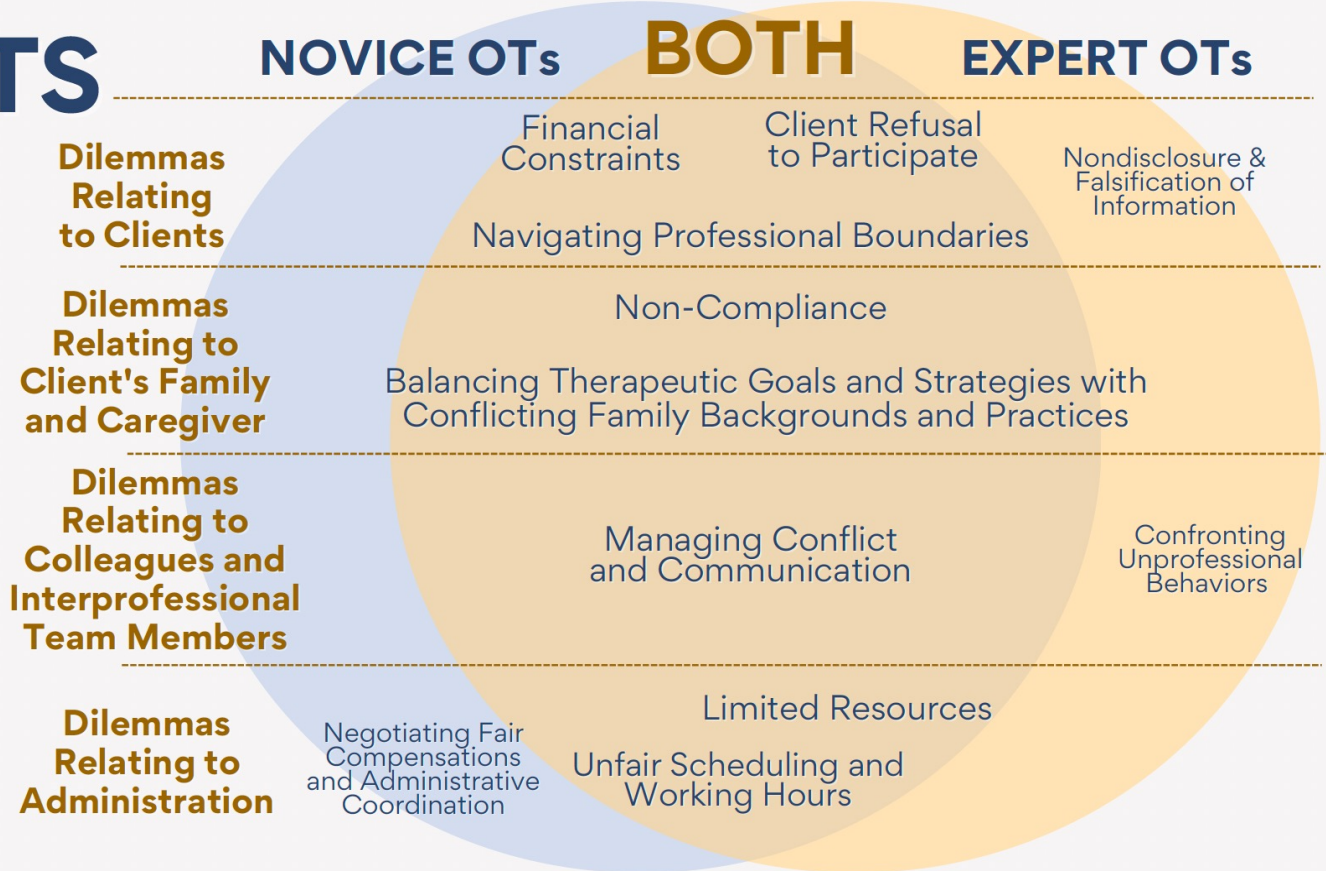 TS
NOVICE OTs
BOTH
EXPERT OTs
Dilemmas
Relating
to Clients
Financial
Constraints
Client Refusal
to Participate
Nondisclosure &
Falsification of
Information
Navigating Professional Boundaries
Dilemmas
Relating to
Client's Family
and Caregiver
Non-Compliance
Balancing Therapeutic Goals and Strategies with
Conflicting Family Backgrounds and Practices
Dilemmas
Relating to
Colleagues and
Interprofessional
Team Members
Managing Conflict
and Communication
Confronting
Unprofessional
Behaviors
Dilemmas
Relating to
Administration
Negotiating Fair
Compensations
and Administrative
Coordination
Limited Resources
Unfair Scheduling and
Working Hours